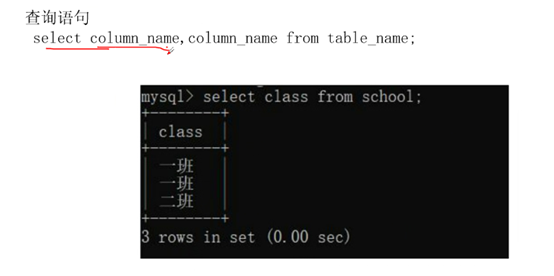 查询语句
select column_name,column_name from table_name;
mysql> select class from school;
+--------+
| class  |
+--------+
| 一班   |
| 一班   |
| 二班   |
+--------+
3 rows in set (0.00 sec)